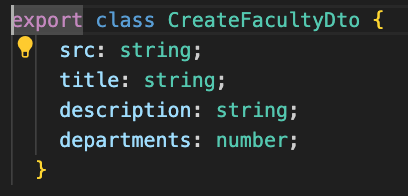 export class CreateFacultyDto {
    src: string;
    title: string;
    description: string;
    departments: number;
  }